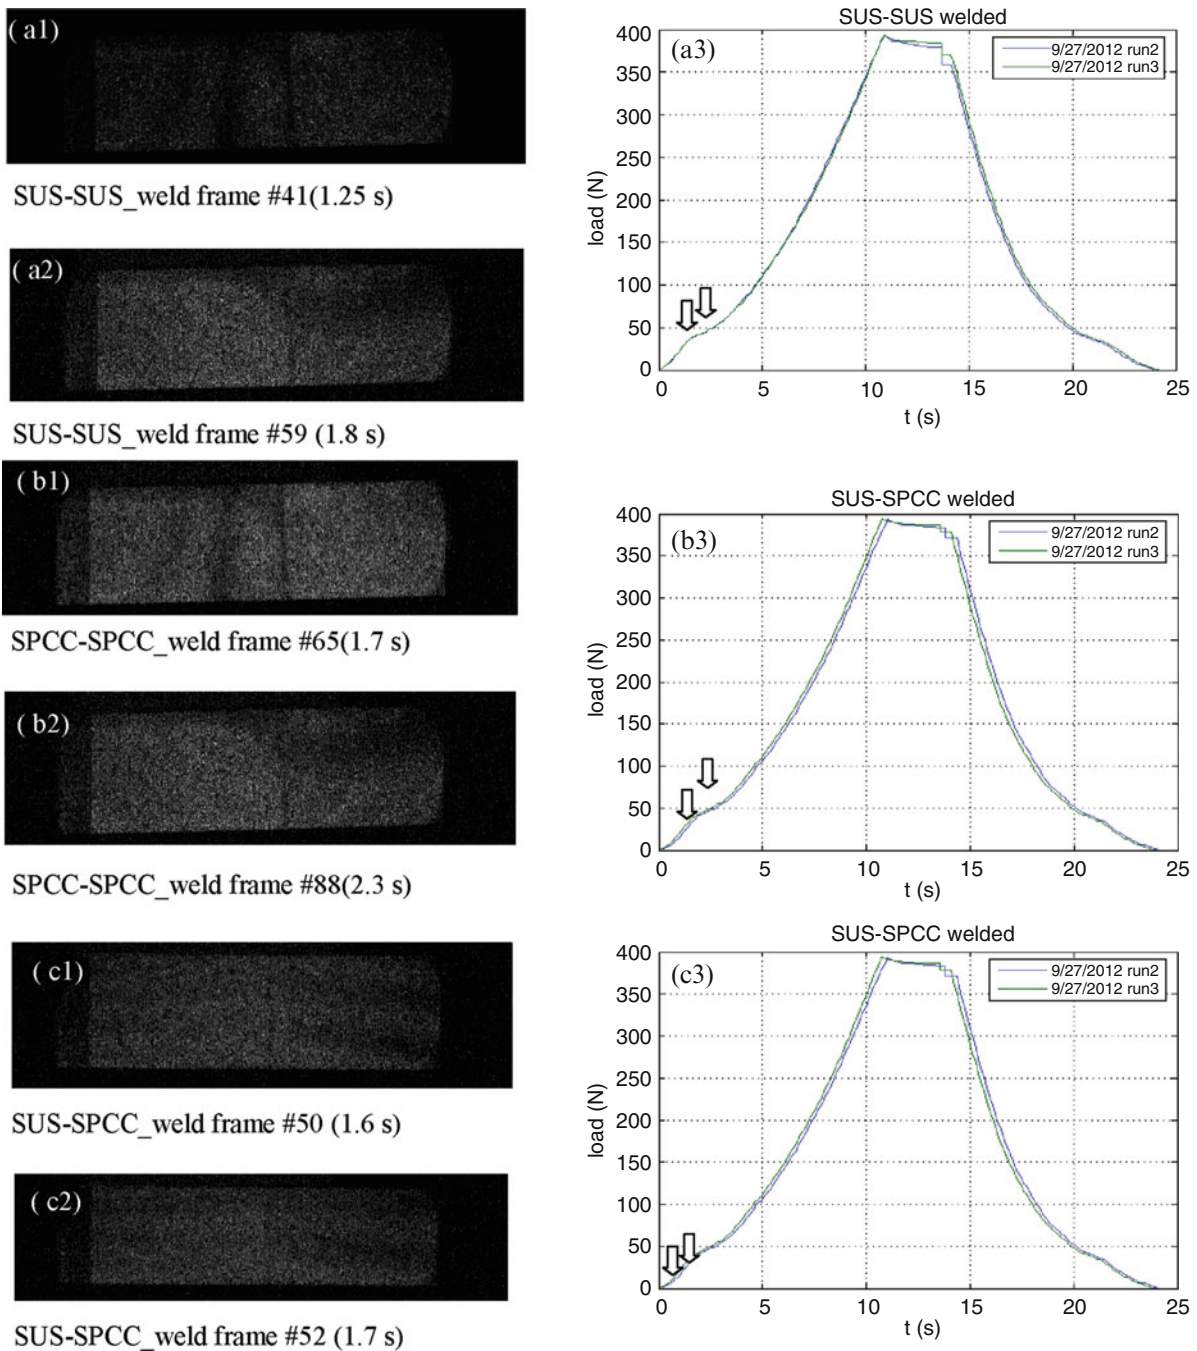 ( a1)
SUS-SUS_weld frame #41(1.25 s)
( a2)
SUS-SUS_weld frame #59 (1.8 s)
( b1)
SPCC-SPCC_weld frame #65(1.7 s)
( b2)
SPCC-SPCC_weld frame #88(2.3 s)
( c1)
SUS-SPCC_weld frame #50 (1.6 s)
( c2)
SUS-SPCC_weld frame #52 (1.7 s)
SUS-SUS welded
(a3)
9/27/2012 run2
9/27/2012 run3
load (N)
400
350
300
250
200
150
100
50
0
0 5 10 15 20 25
t (s)
SUS-SPCC welded
(b3)
9/27/2012 run2
9/27/2012 run3
load (N)
400
350
300
250
200
150
100
50
0
0 5 10 15 20 25
t (s)
SUS-SPCC welded
(c3)
9/27/2012 run2
9/27/2012 run3
load (N)
400
350
300
250
200
150
100
50
0
0 5 10 15 20 25
t (s)